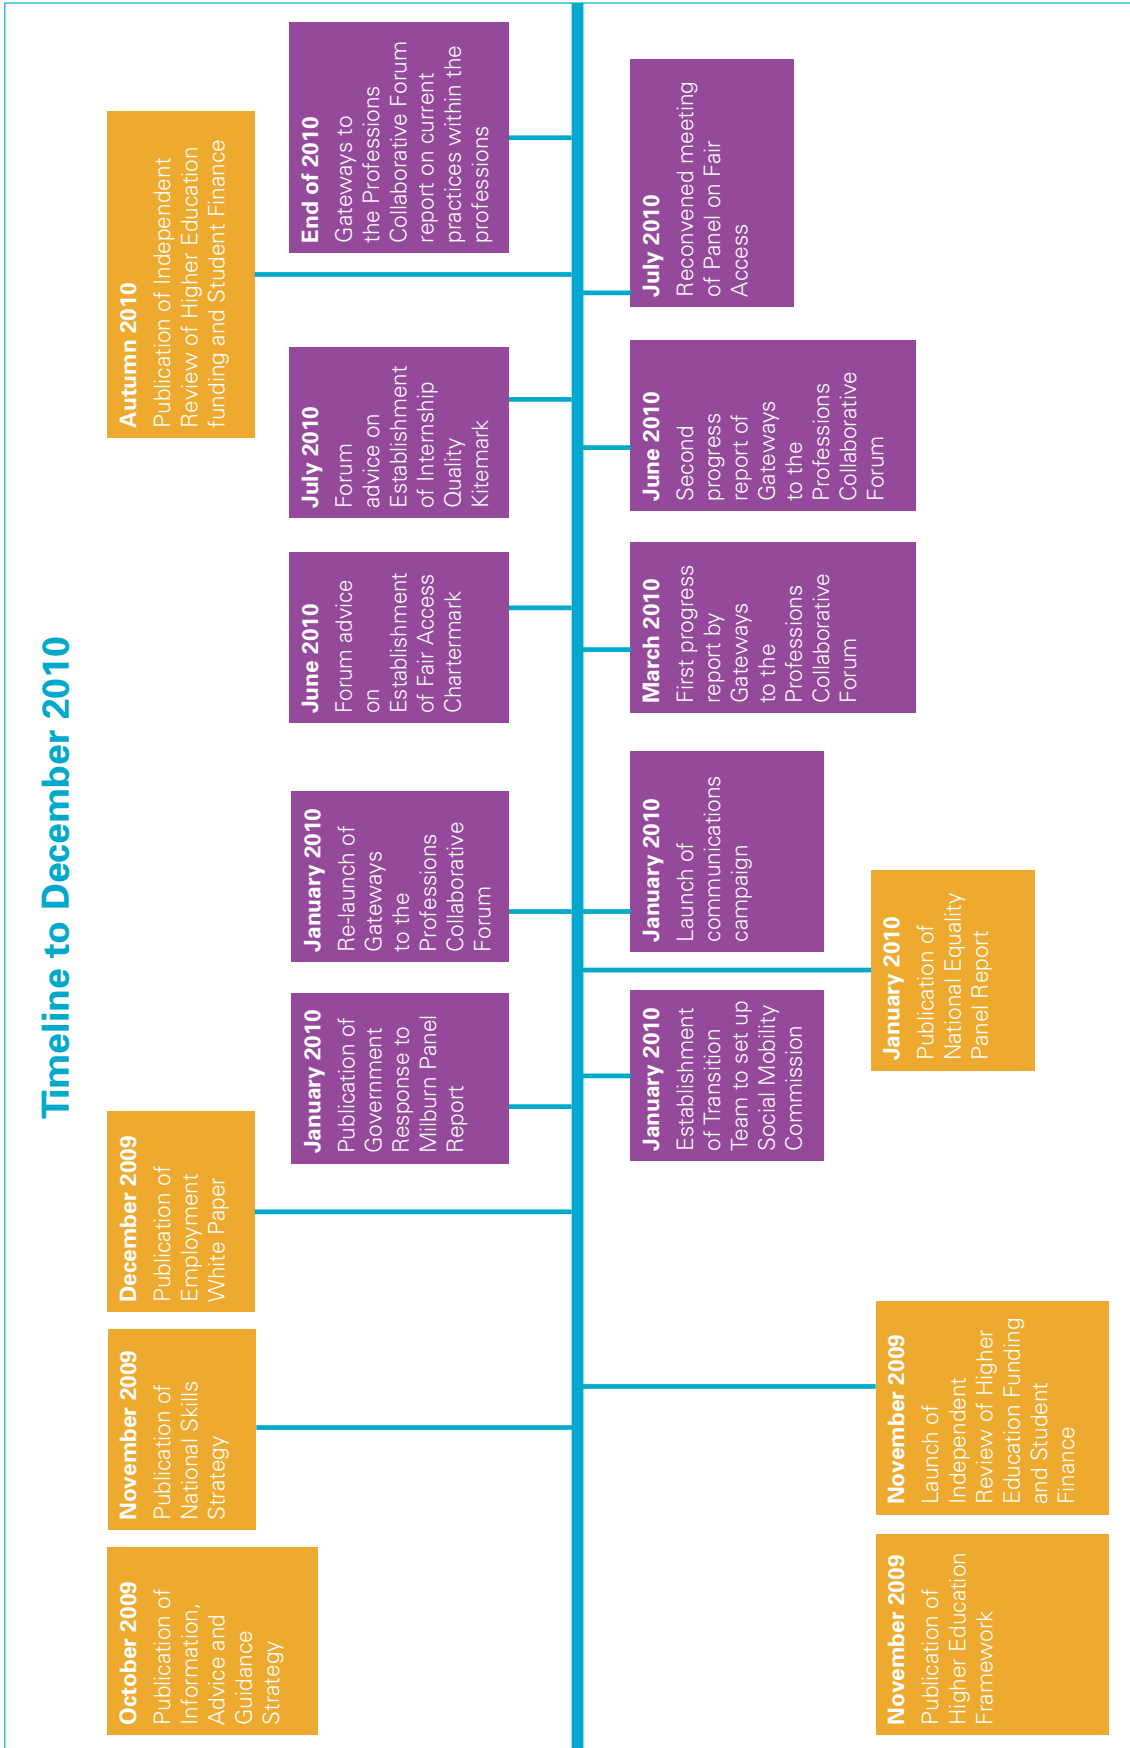 Timeline to December 2010
October 2009
Publication of
Information,
Advice and
Guidance
Strategy
November 2009
Publication of
National Skills
Strategy
December 2009
Publication of
Employment
White Paper
Autumn 2010
Publication of Independent
Review of Higher Education
funding and Student Finance
January 2010
Publication of
Government
Response to
Milburn Panel
Report
January 2010
Re-launch of
Gateways
to the
Professions
Collaborative
Forum
June 2010
Forum advice
on
Establishment
of Fair Access
Chartermark
July 2010
Forum
advice on
Establishment
of Internship
Quality
Kitemark
End of 2010
Gateways to
the Professions
Collaborative Forum
report on current
practices within the
professions
January 2010
Establishment
of Transition
Team to set up
Social Mobility
Commission
January 2010
Launch of
communications
campaign
March 2010
First progress
report by
Gateways
to the
Professions
Collaborative
Forum
June 2010
Second
progress
report of
Gateways
to the
Professions
Collaborative
Forum
July 2010
Reconvened meeting
of Panel on Fair
Access
November 2009
Publication of
Higher Education
Framework
November 2009
Launch of
Independent
Review of Higher
Education Funding
and Student
Finance
January 2010
Publication of
National Equality
Panel Report